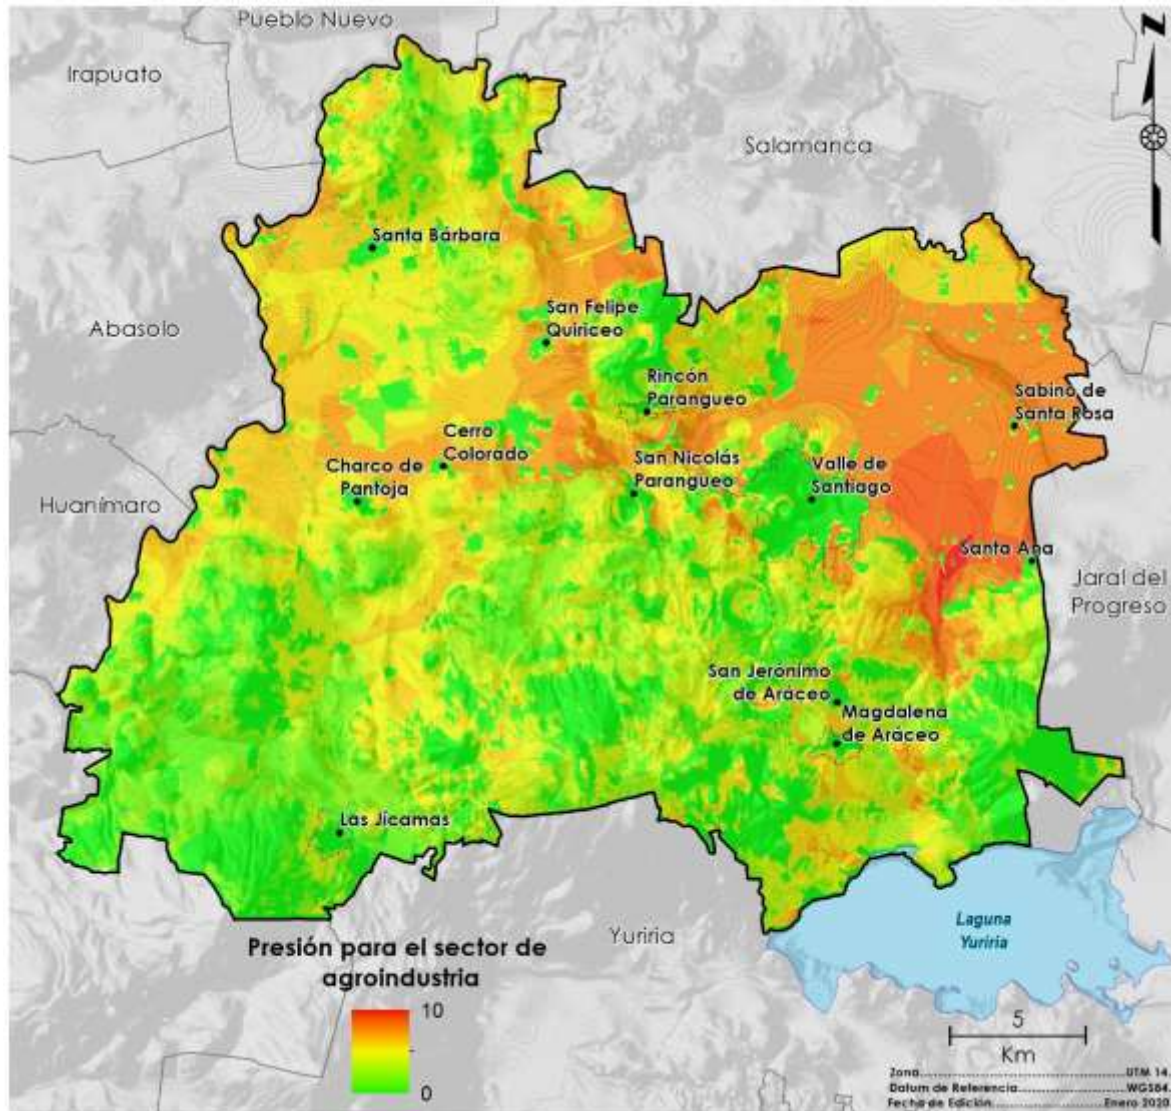 Pueblo Nuevo
Irapuato
N
Salamanca
Santa Bárbara
San Felipe
Quiriceo
Abasolo
Rincón
Parangueo
Sabino de
Santa Rosa
Cerro
Colorado
Charco de
Pantoja
San Nicolás
Parangueo
Valle de
Santiago
Huanímaro
Santa Ana
Jaral del
Progreso
San Jerónimo
de Aráceo
Magdalena
de Aráceo
Las Jícamas
Yuriria
Laguna
Yuriria
Presión para el sector de
agroindustria
10
0
5
Km
Zona UTM 14.
Datum de Referencia WGS84.
Fecha de Edición Enero 2020